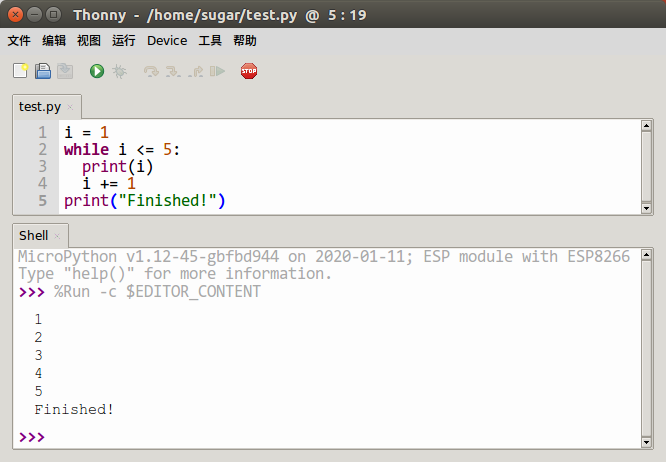 Thonny - /home/sugar/test.py @ 5 : 19
文件 编辑 视图 运行 Device 工具 帮助
STOP
test.py ×
1 i = 1
2 while i <= 5:
3   print(i)
4   i += 1
5 print("Finished!")
Shell ×
MicroPython v1.12-45-gbfbd944 on 2020-01-11; ESP module with ESP8266
Type "help()" for more information.
>>> %Run -c $EDITOR_CONTENT
1
2
3
4
5
Finished!
>>>